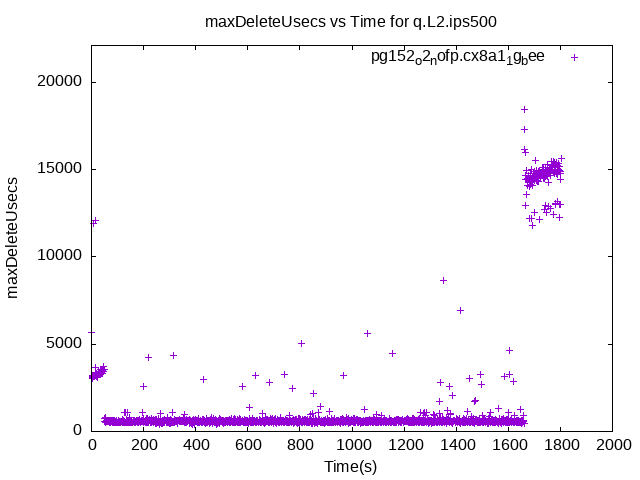 maxDeleteUsecs vs Time for q.L2.ips500
pg152o2nofp.cx8a11gbee
maxDeleteUsecs
20000
15000
10000
5000
0
0 200 400 600 800 1000 1200 1400 1600 1800 2000
Time(s)